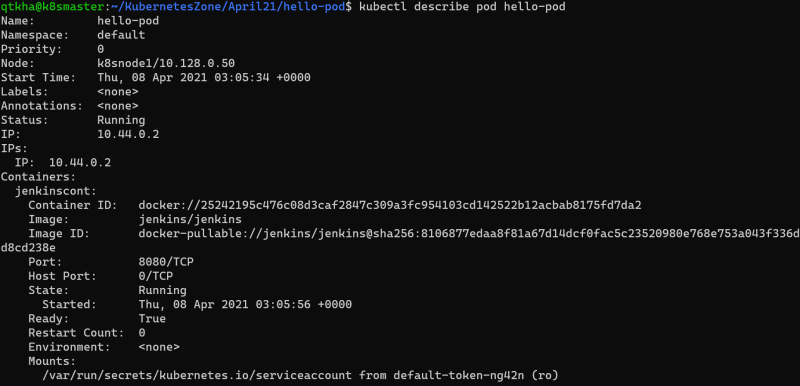 qtkha@k8smaster:~/KubernetesZone/April21/hello-pod$ kubectl describe pod hello-pod
Name:         hello-pod
Namespace:    default
Priority:     0
Node:         k8snode1/10.128.0.50
Start Time:   Thu, 08 Apr 2021 03:05:34 +0000
Labels:       <none>
Annotations:  <none>
Status:       Running
IP:           10.44.0.2
IPs:
  IP:  10.44.0.2
Containers:
  jenkinscont:
    Container ID:   docker://25242195c476c08d3caf2847c309a3fc954103cd142522b12acbab8175fd7da2
    Image:          jenkins/jenkins
    Image ID:       docker-pullable://jenkins/jenkins@sha256:8106877edaa8f81a67d14dcf0fac5c23520980e768e753a043f336d
d8cd238e
    Port:           8080/TCP
    Host Port:      0/TCP
    State:          Running
      Started:      Thu, 08 Apr 2021 03:05:56 +0000
    Ready:          True
    Restart Count:  0
    Environment:    <none>
    Mounts:
      /var/run/secrets/kubernetes.io/serviceaccount from default-token-ng42n (ro)